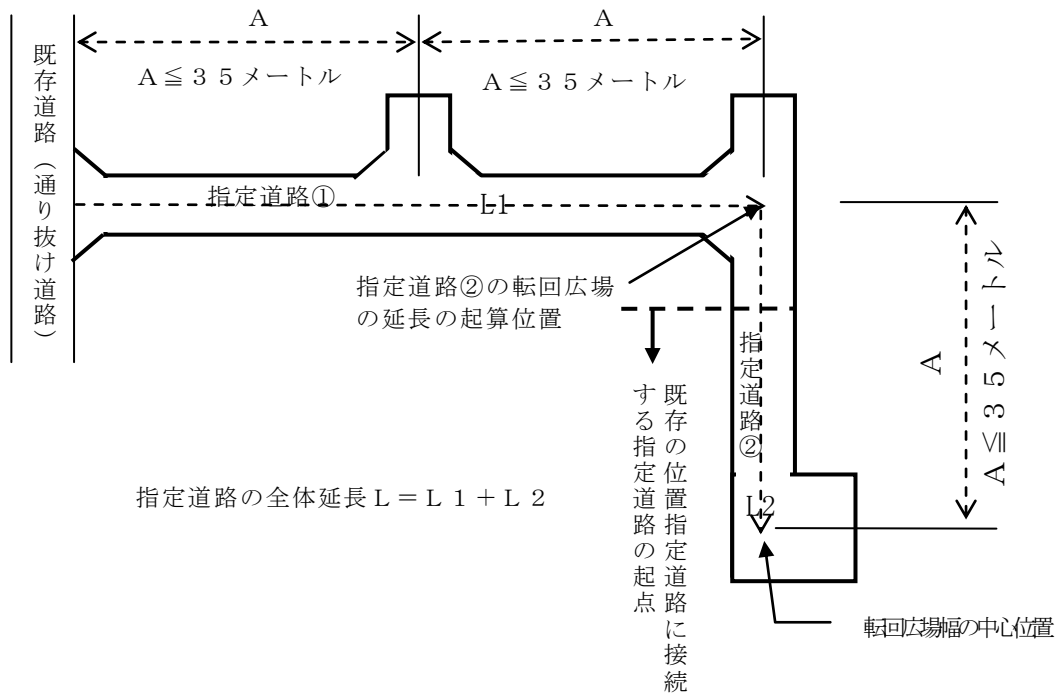 A
A
A≦35メートル
A≦35メートル
既存道路（通り抜け道路）
指定道路①
L1
指定道路②の転回広場
の延長の起算位置
指定道路②
A
A≦35メートル
既存の位置指定道路に接続
する指定道路の起点
指定道路の全体延長L＝L1＋L2
L2
転回広場幅の中心位置